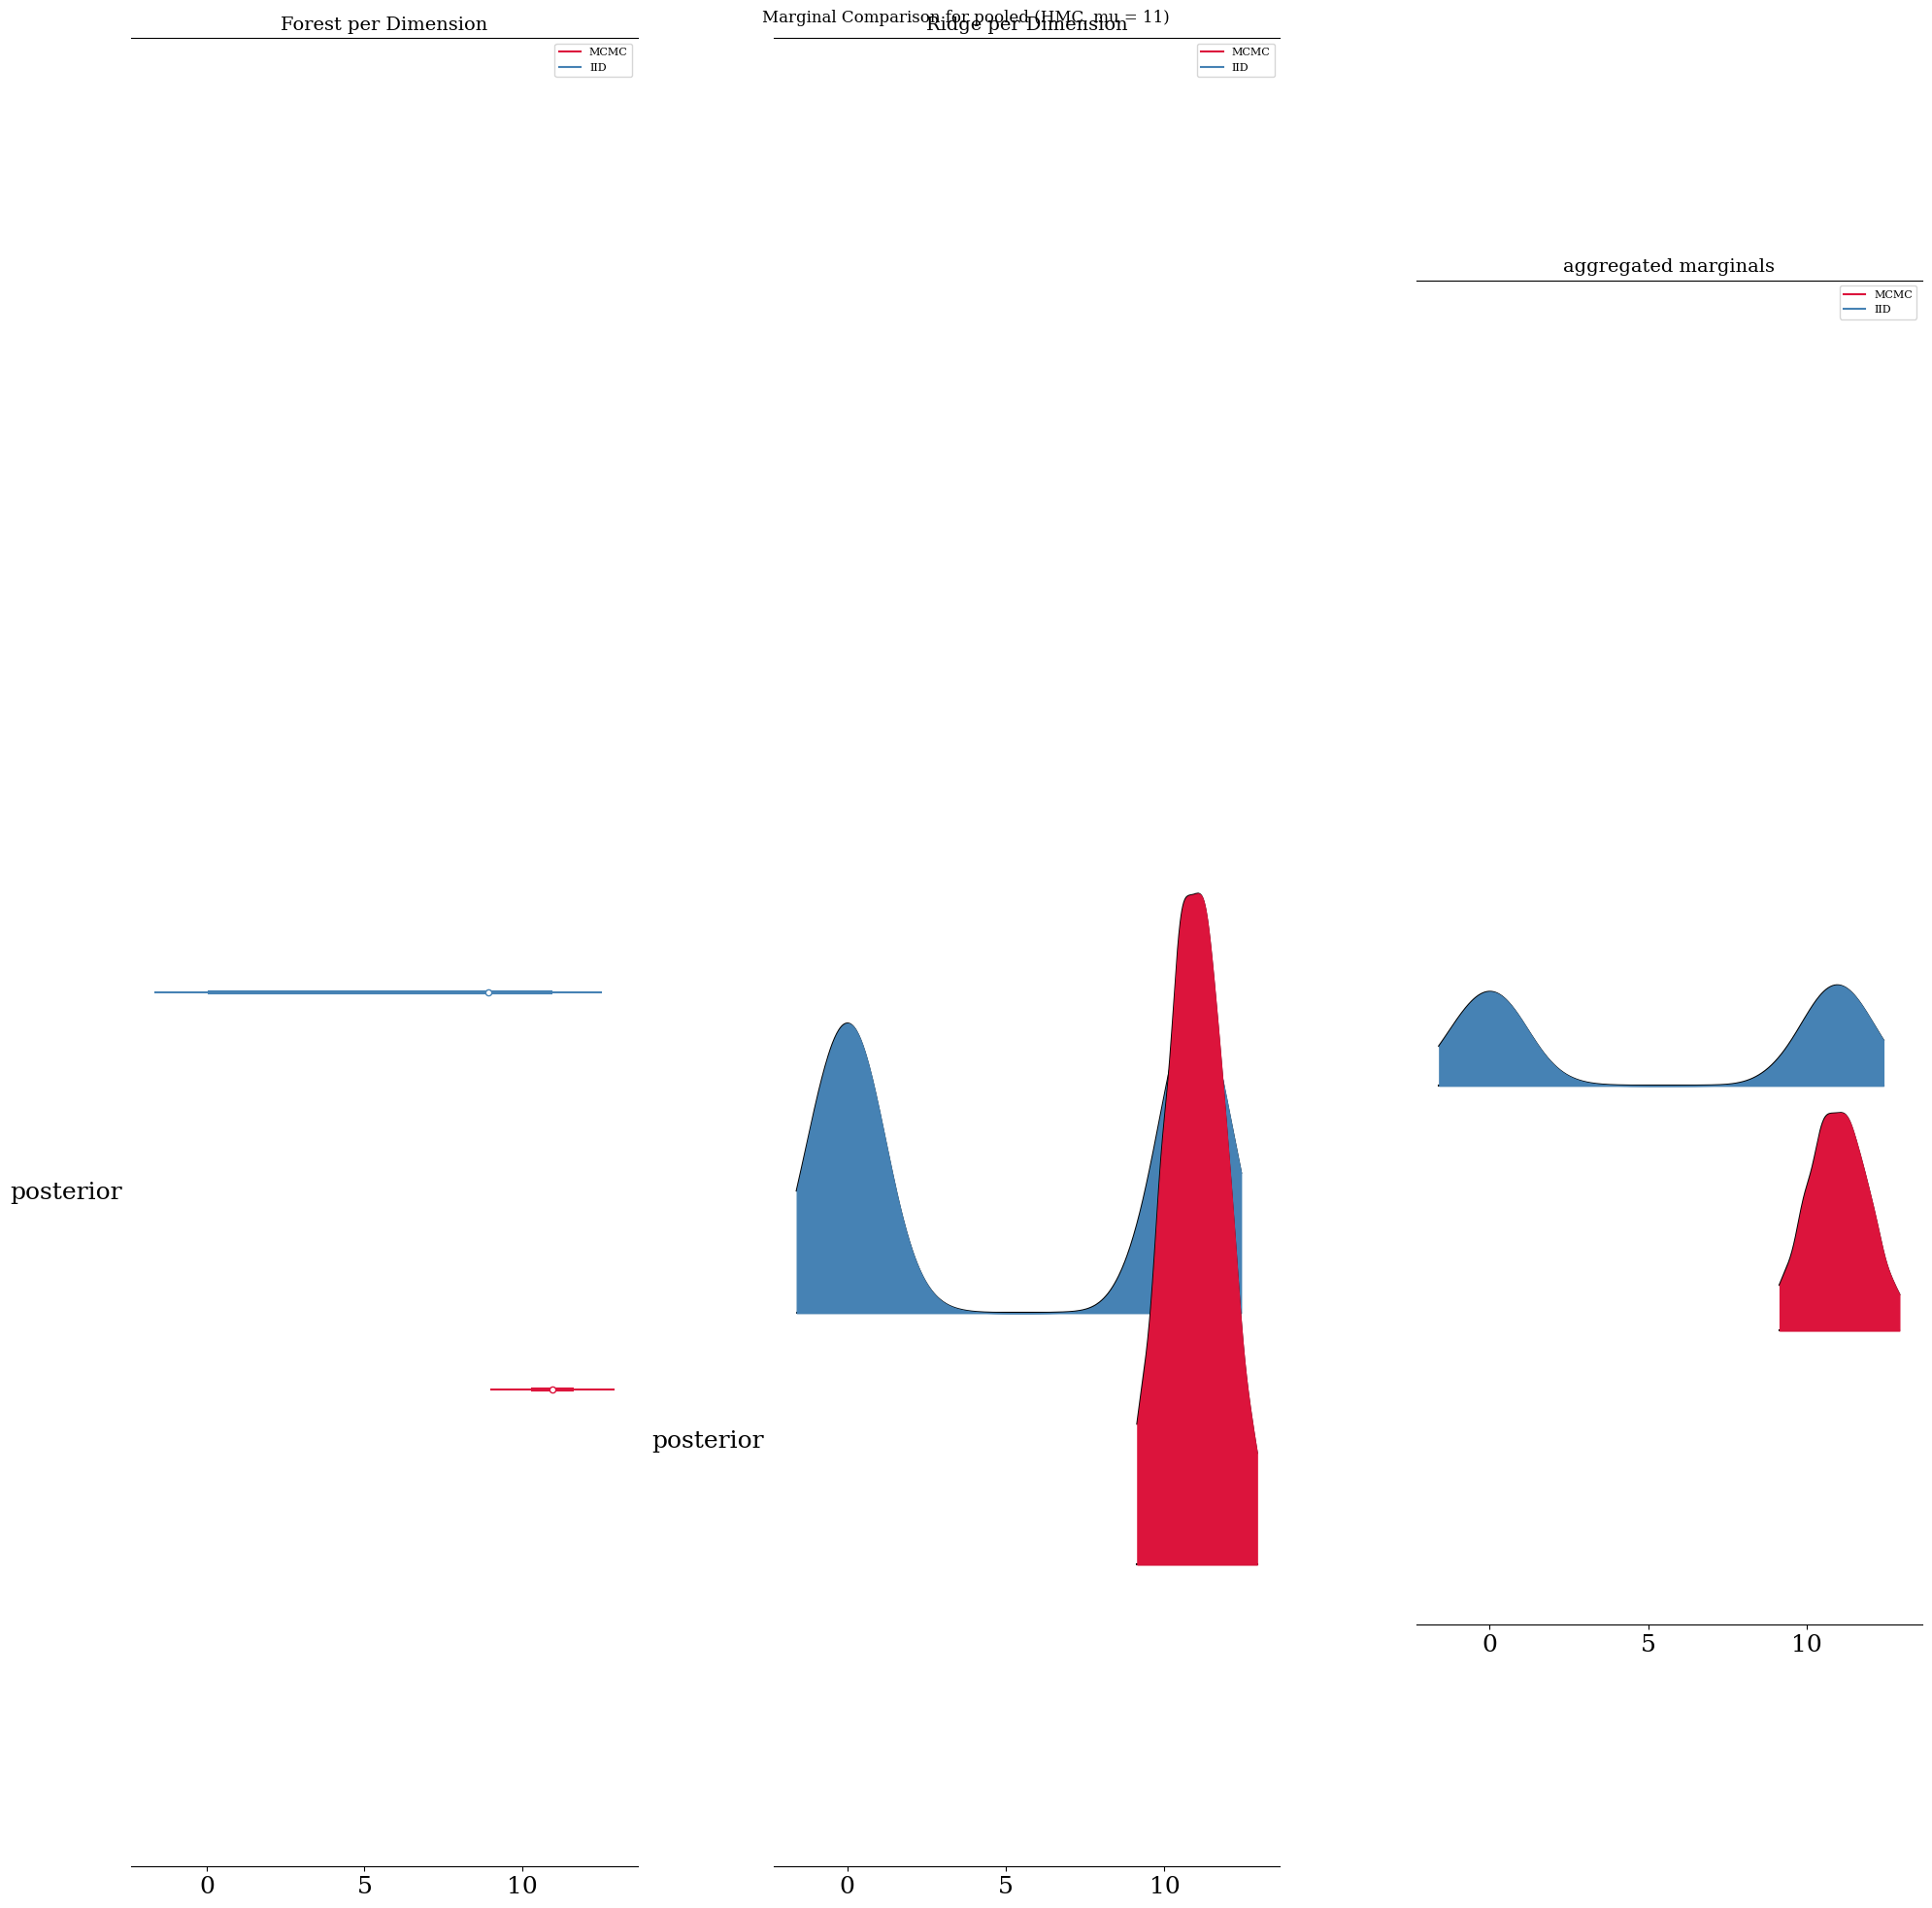 Marginal Comparison for pooled (HMC, mu = 11)
Forest per Dimension
MCMC
IID
posterior
0 5 10
Ridge per Dimension
MCMC
IID
posterior
0 5 10
aggregated marginals
MCMC
IID
0 5 10